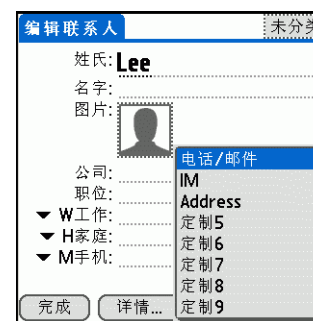 编辑联系人 未分类
姓氏: Lee
名字:
图片:
电话/邮件
IM
Address
定制5
定制6
定制7
定制8
定制9
公司:
职位:
W工作:
H家庭:
M手机:
完成 详情...